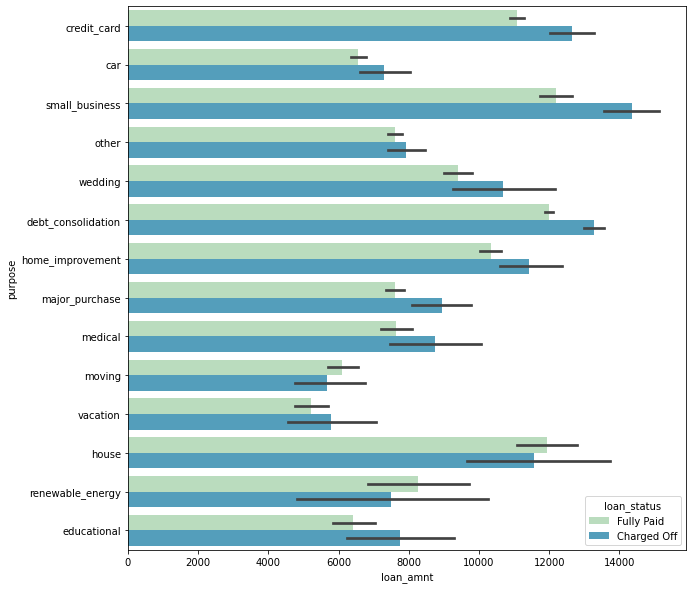 credit_card
car
small_business
other
wedding
debt_consolidation
home_improvement
major_purchase
medical
moving
vacation
house
renewable_energy
educational
purpose
0 2000 4000 6000 8000 10000 12000 14000
loan_amnt
loan_status
Fully Paid
Charged Off